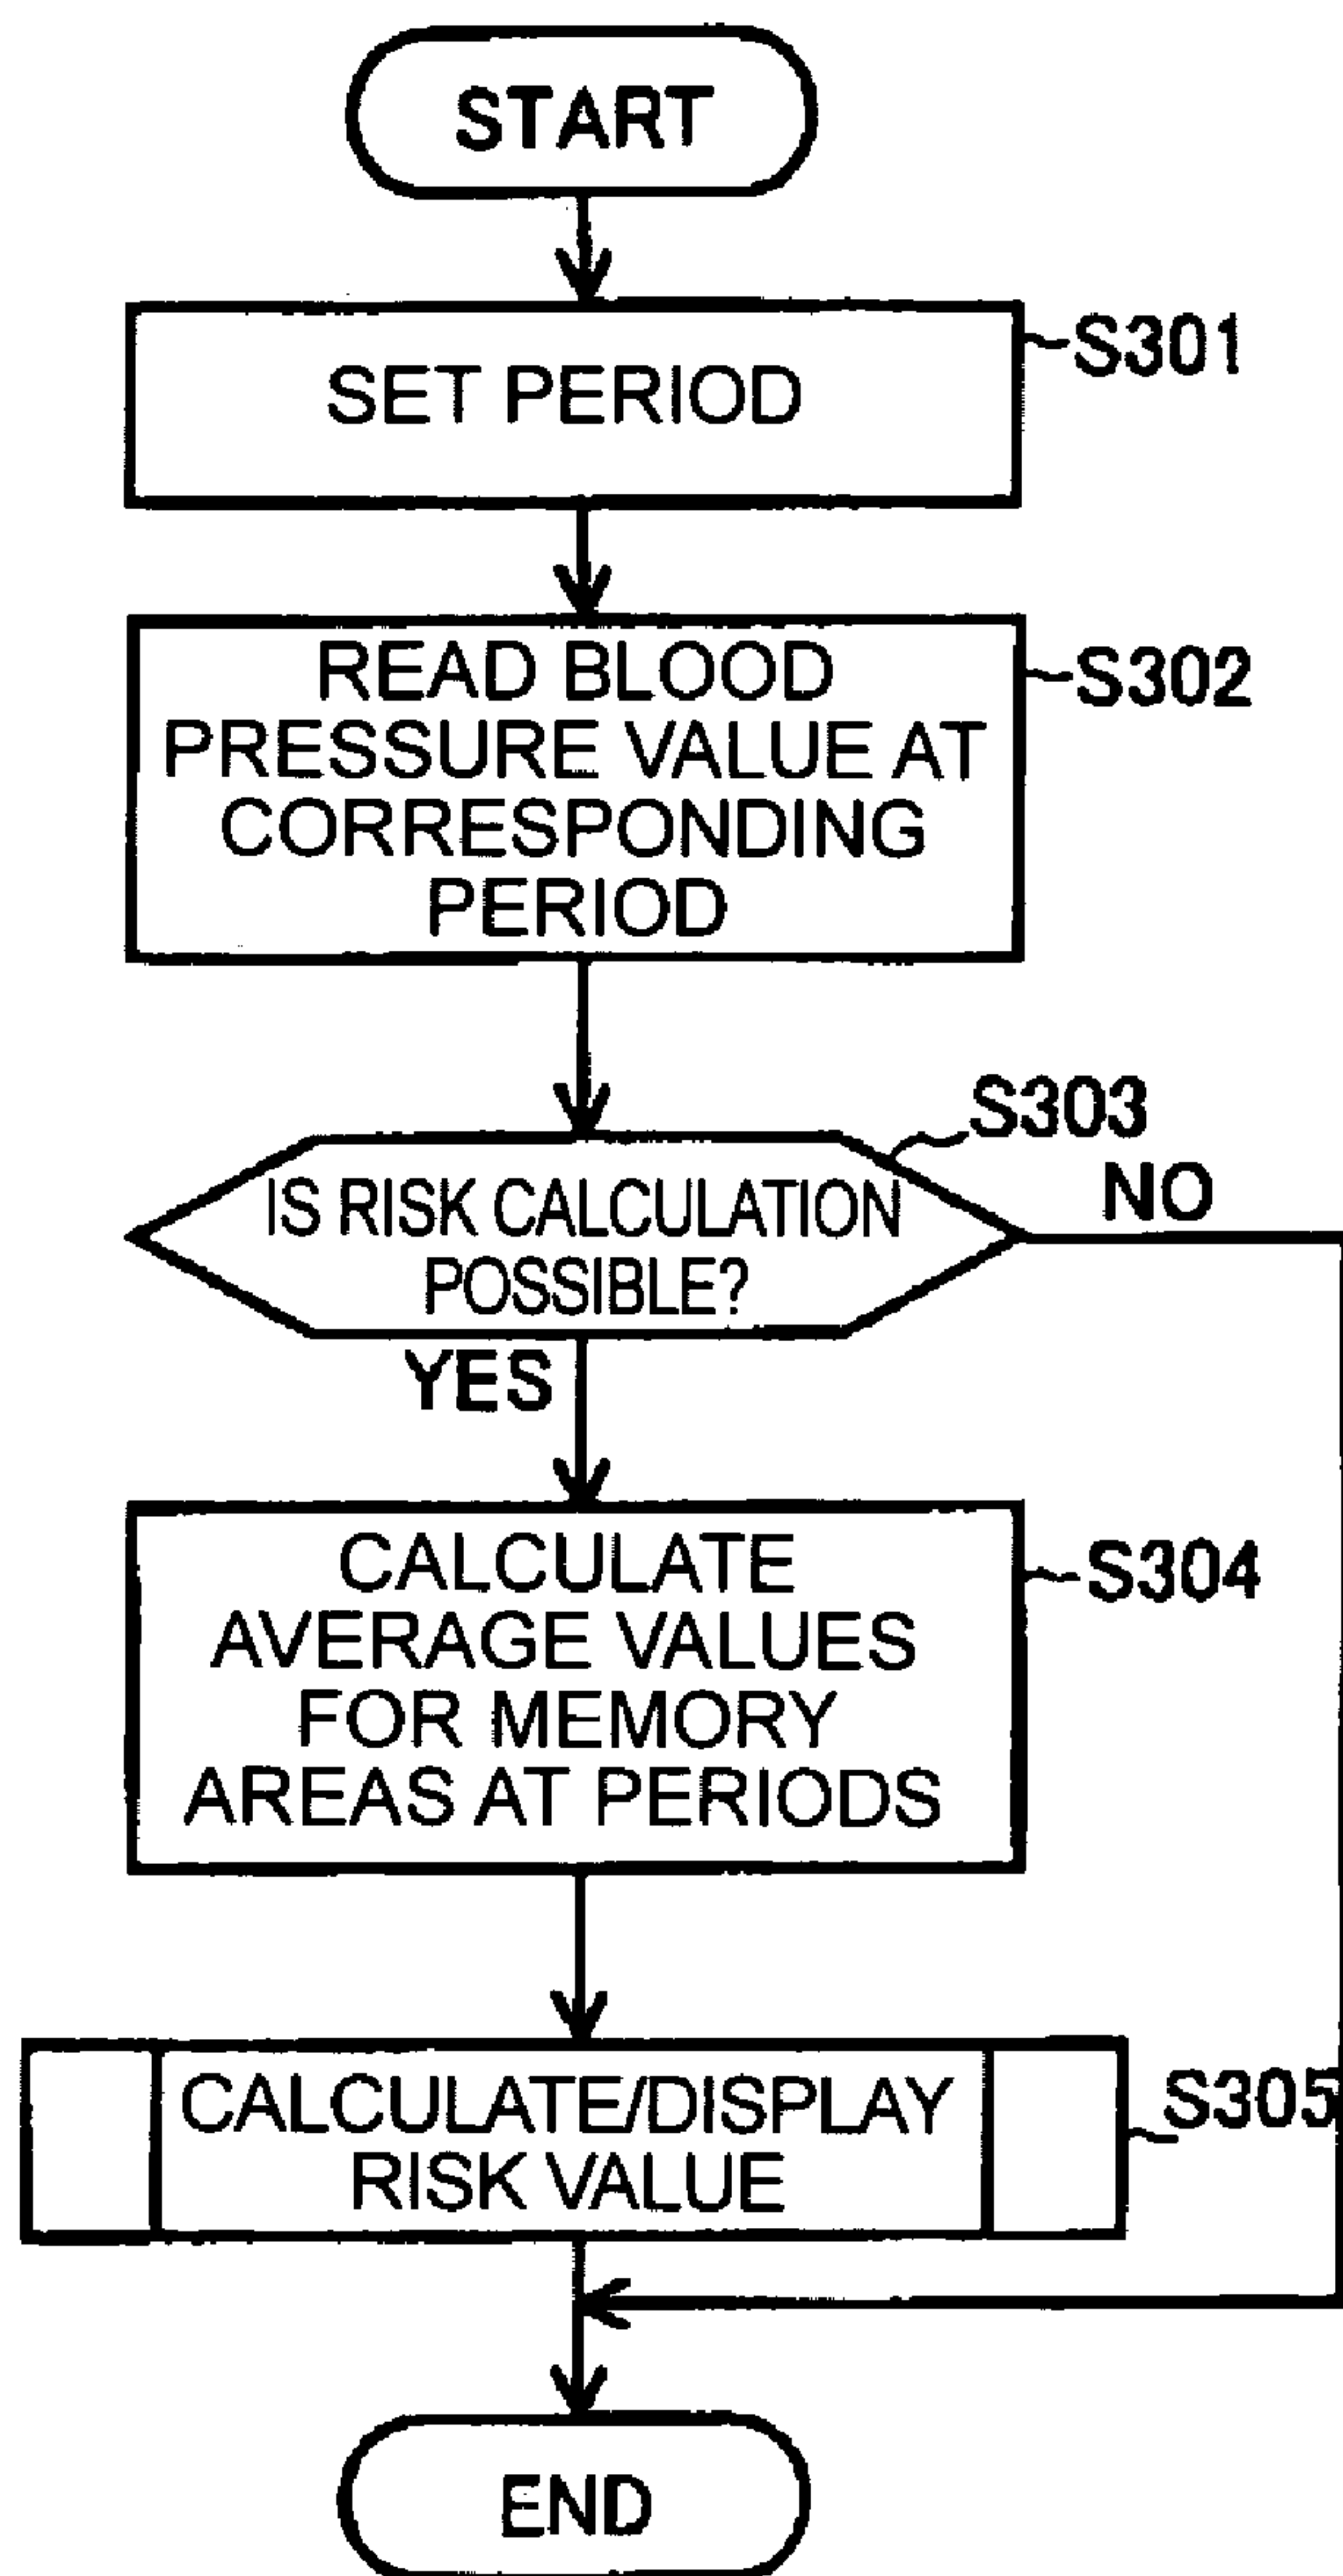 START
SET PERIOD
S301
READ BLOOD
PRESSURE VALUE AT
CORRESPONDING
PERIOD
S302
S303
IS RISK CALCULATION
POSSIBLE?
NO
YES
CALCULATE
AVERAGE VALUES
FOR MEMORY
AREAS AT PERIODS
S304
CALCULATE/DISPLAY
RISK VALUE
S305
END